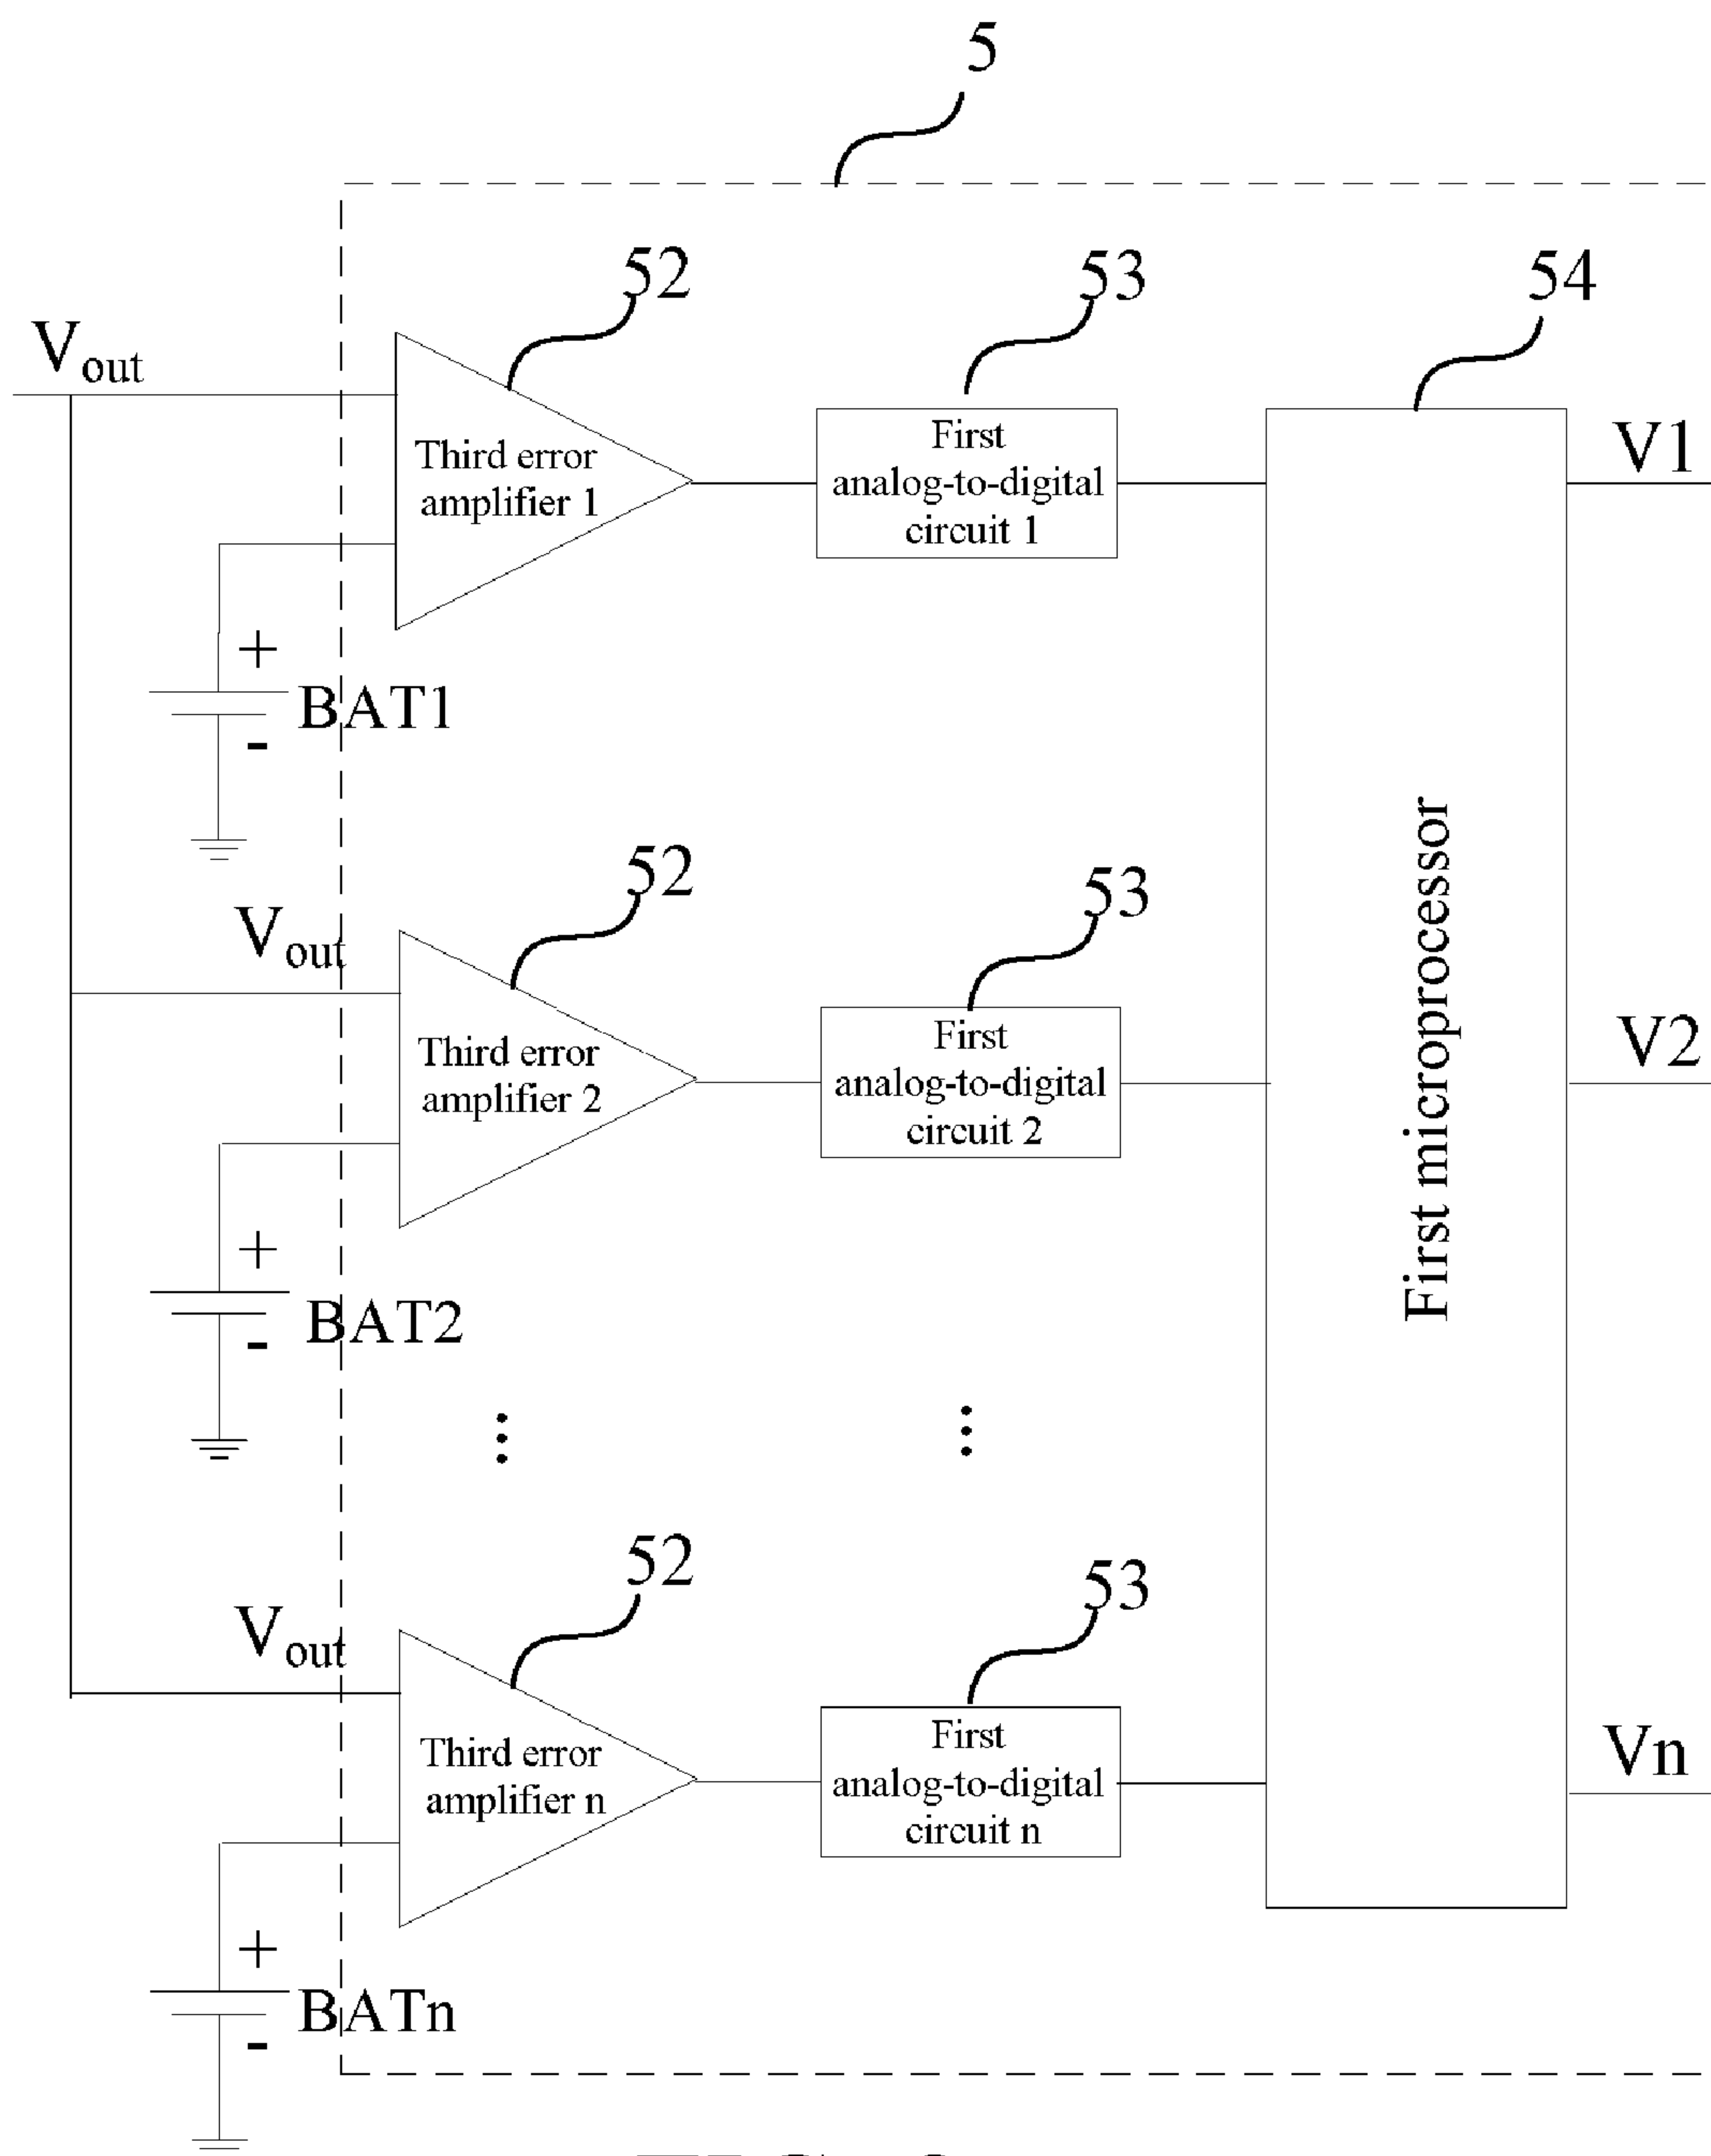 5
52
53
54
Vout
Third error
amplifier 1
First
analog-to-digital
circuit 1
V1
+
BAT1
-
52
53
Vout
Third error
amplifier 2
First
analog-to-digital
circuit 2
First microprocessor
V2
+
BAT2
-
52
53
Vout
Third error
amplifier n
First
analog-to-digital
circuit n
Vn
+
BATn
-